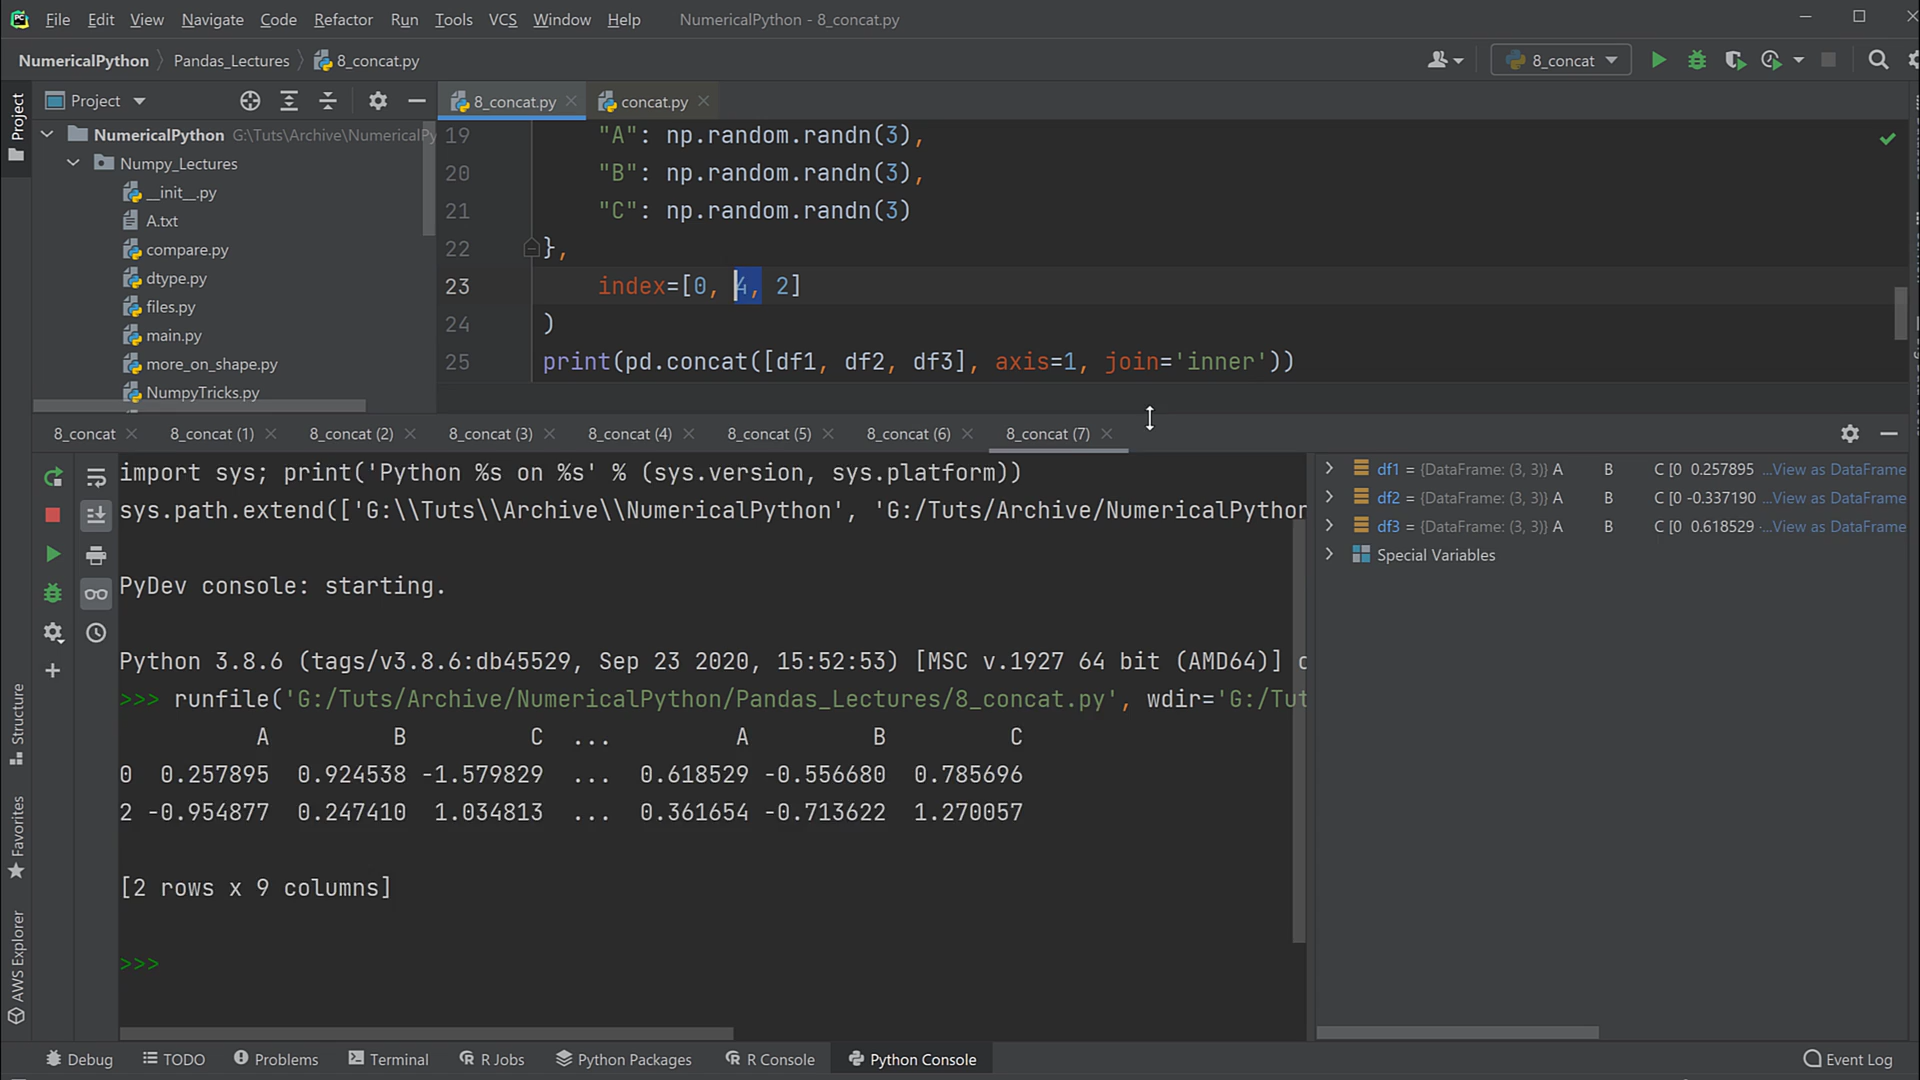 File Edit View Navigate Code Refactor Run Tools VCS Window Help NumericalPython - 8_concat.py
NumericalPython Pandas_Lectures 8_concat.py 8_concat
Project
Project
8_concat.py concat.py
NumericalPython G:\Tuts\Archive\NumericalPy
Numpy_Lectures
__init__.py
A.txt
compare.py
dtype.py
files.py
main.py
more_on_shape.py
NumpyTricks.py
19 "A": np.random.randn(3),
20 "B": np.random.randn(3),
21 "C": np.random.randn(3)
22 },
23 index=[0, 4, 2]
24 )
25 print(pd.concat([df1, df2, df3], axis=1, join='inner'))
8_concat 8_concat (1) 8_concat (2) 8_concat (3) 8_concat (4) 8_concat (5) 8_concat (6) 8_concat (7)
import sys; print('Python %s on %s' % (sys.version, sys.platform))
sys.path.extend(['G:\\Tuts\\Archive\\NumericalPython', 'G:/Tuts/Archive/NumericalPython
PyDev console: starting.
Python 3.8.6 (tags/v3.8.6:db45529, Sep 23 2020, 15:52:53) [MSC v.1927 64 bit (AMD64)] o
>>> runfile('G:/Tuts/Archive/NumericalPython/Pandas_Lectures/8_concat.py', wdir='G:/Tut
A B C ... A B C
0 0.257895 0.924538 -1.579829 ... 0.618529 -0.556680 0.785696
2 -0.954877 0.247410 1.034813 ... 0.361654 -0.713622 1.270057
[2 rows x 9 columns]
>>>
df1 = {DataFrame: (3, 3)} A B C [0 0.257895 ...View as DataFrame
df2 = {DataFrame: (3, 3)} A B C [0 -0.337190 ...View as DataFrame
df3 = {DataFrame: (3, 3)} A B C [0 0.618529 -...View as DataFrame
Special Variables
Structure
Favorites
AWS Explorer
Debug TODO Problems Terminal R Jobs Python Packages R Console Python Console Event Log